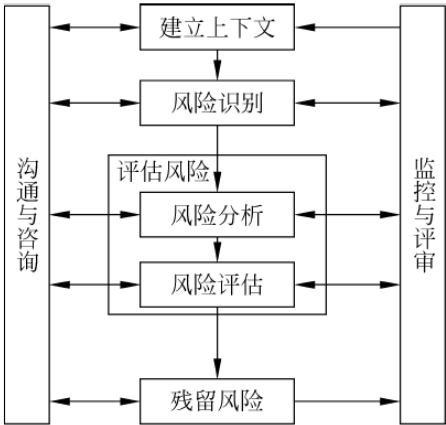 建立上下文
风险识别
评估风险
风险分析
风险评估
残留风险
沟通与咨询
监控与评审